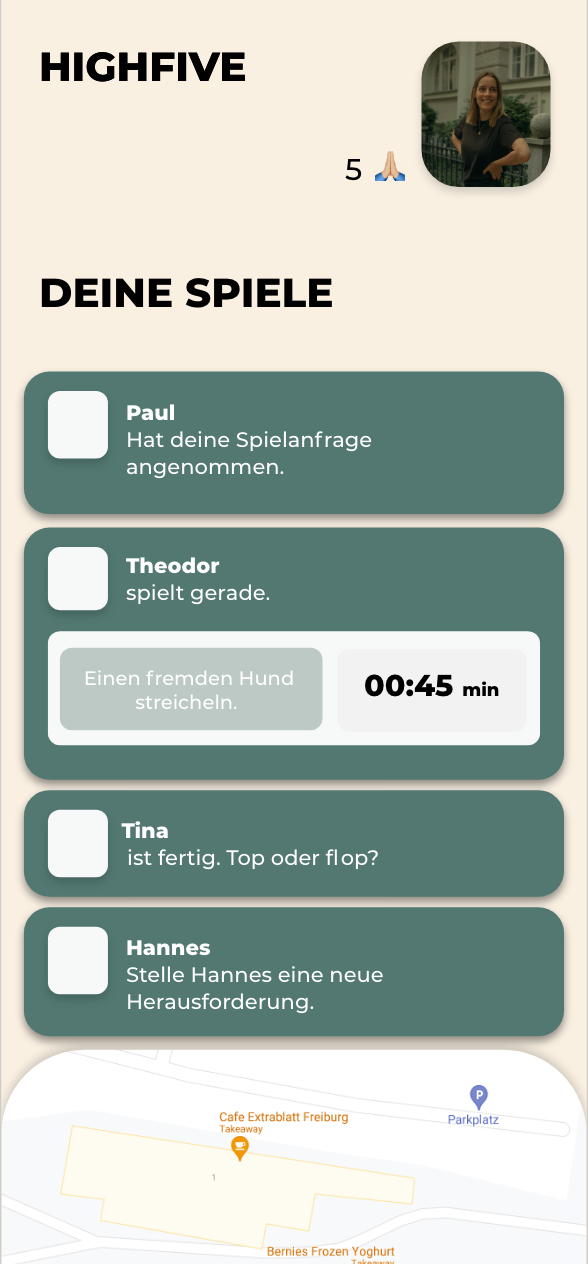 HIGHFIVE
5 🙏🏼
DEINE SPIELE
Paul
Hat deine Spielanfrage
angenommen.
Theodor
spielt gerade.
Einen fremden Hund
streicheln.
00:45 min
Tina
ist fertig. Top oder flop?
Hannes
Stelle Hannes eine neue
Herausforderung.
P
Cafe Extrablatt Freiburg
Takeaway
Parkplatz
1
Bernies Frozen Yoghurt
Takeaway